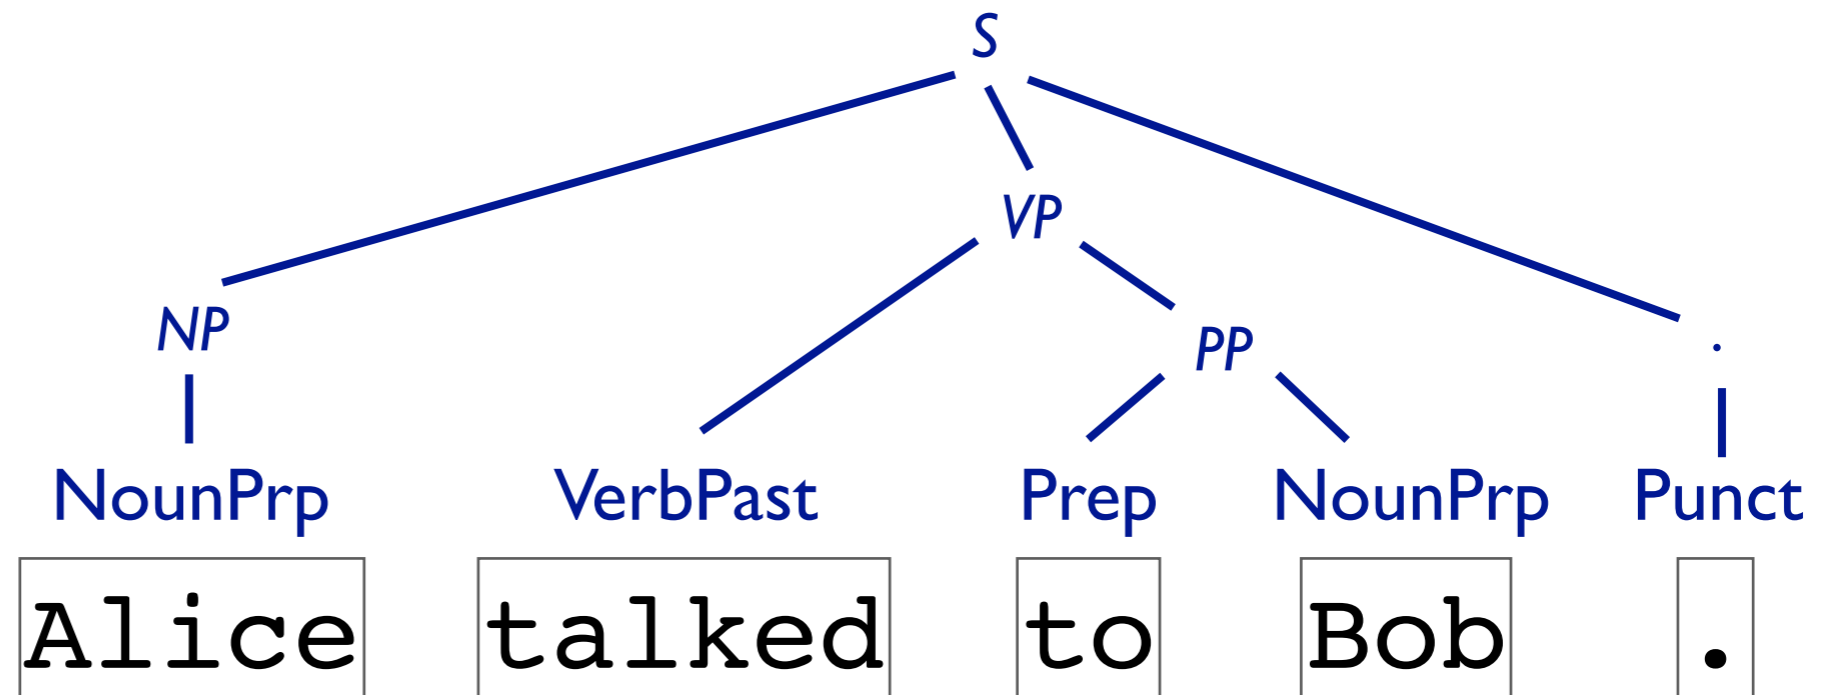 S
VP
NP
PP
.
NounPrp VerbPast Prep NounPrp Punct
Alice talked to Bob .